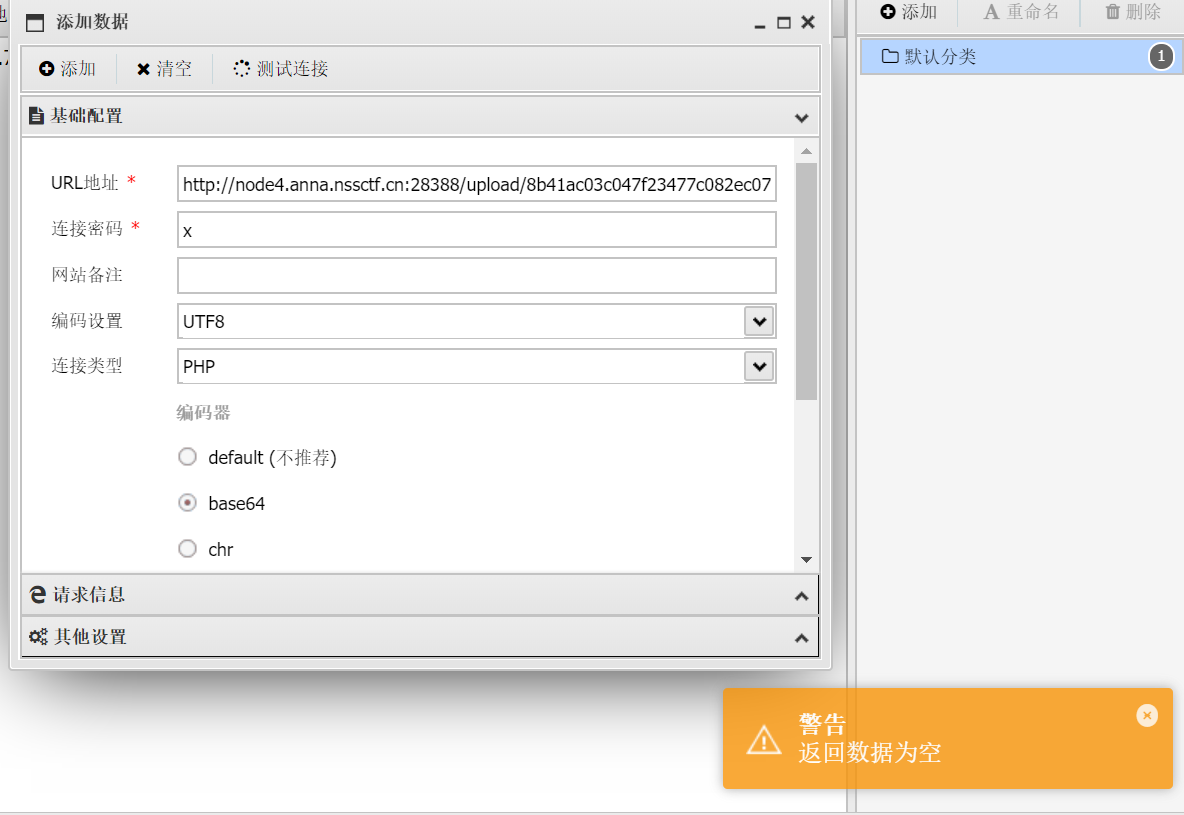 添加数据
添加 清空 测试连接
基础配置
URL地址 * http://node4.anna.nssctf.cn:28388/upload/8b41ac03c047f23477c082ec07
连接密码 * x
网站备注
编码设置 UTF8
连接类型 PHP
编码器
default (不推荐)
base64
chr
请求信息
其他设置
添加 重命名 删除
默认分类 1
警告
返回数据为空